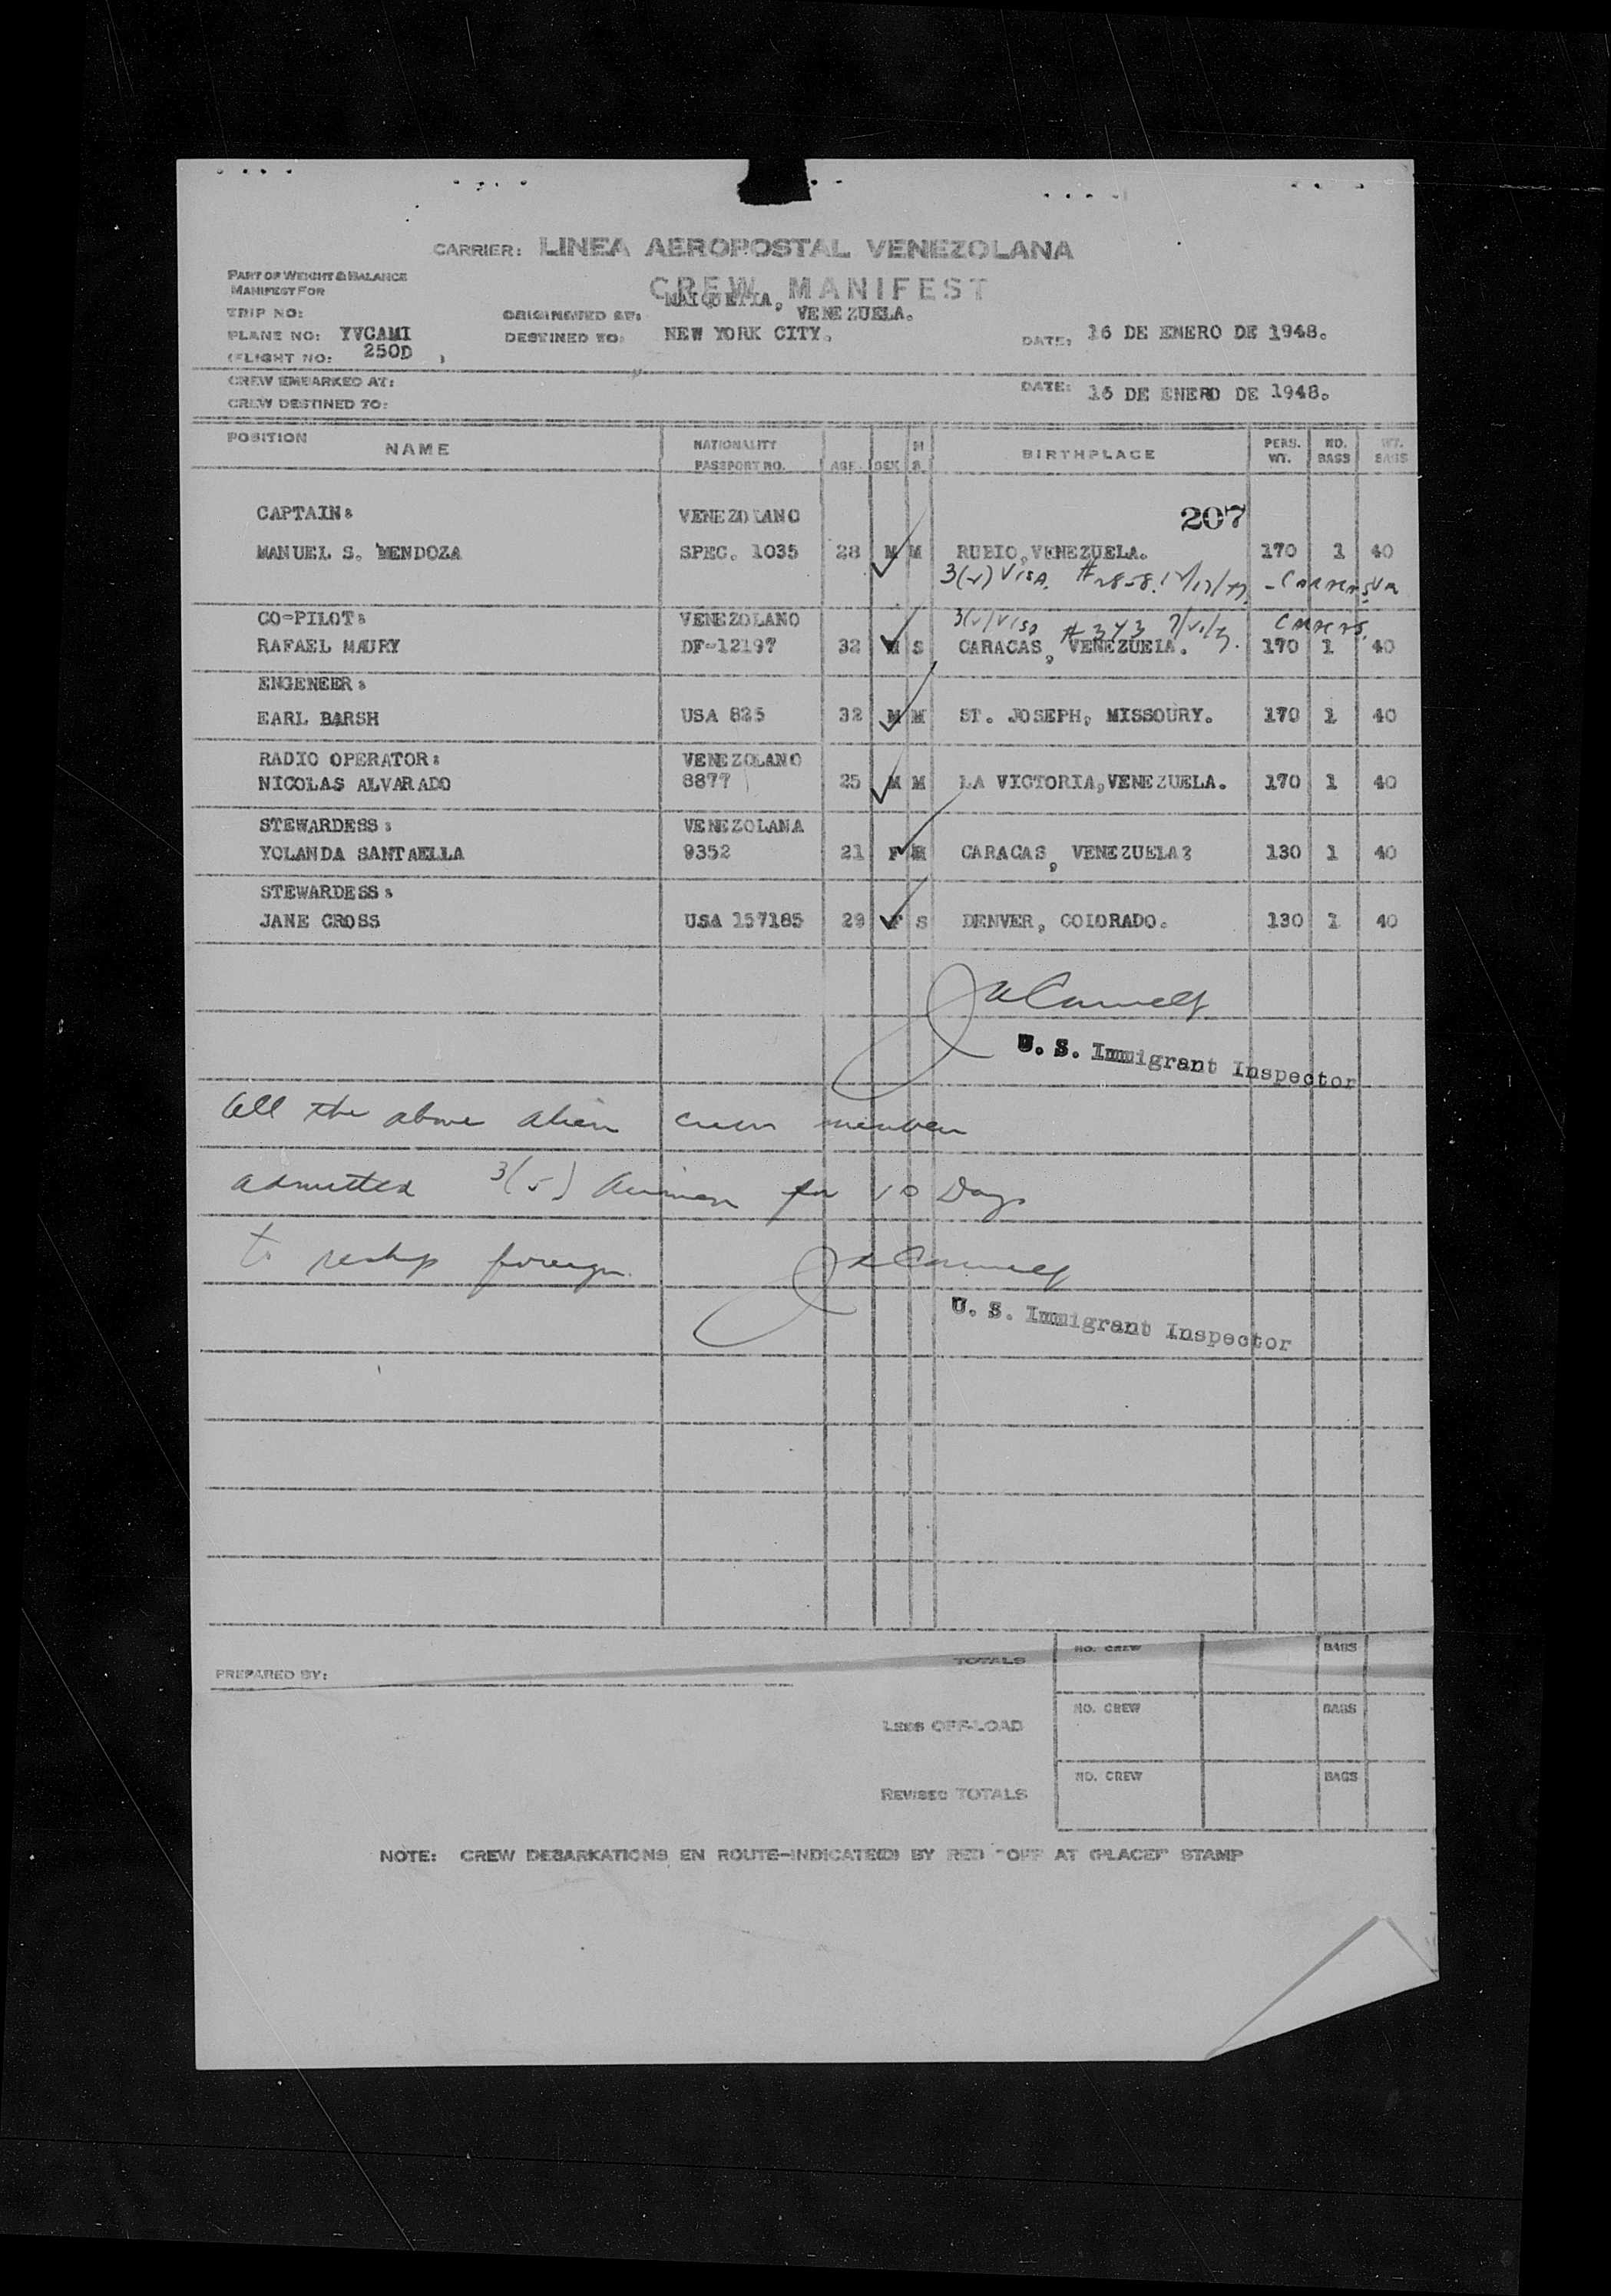 CARRIER: LINEA AEROPOSTAL VENEZOLANA
CREW MANIFEST
PART OF WEIGHT & BALANCE
MANIFEST FOR
TRIP NO:
ORIGINATED AT: MAIQUETIA, VENEZUELA.
PLANE NO: YVCAMI
DESTINED TO: NEW YORK CITY.
DATE: 16 DE ENERO DE 1948.
(FLIGHT NO: 250D )
CREW EMBARKED AT:
DATE: 16 DE ENERO DE 1948.
CREW DESTINED TO:
POSITION NAME NATIONALITY PASSPORT NO. AGE SEX M S BIRTHPLACE PERS. WT. NO. BAGS WT. BAGS
207
CAPTAIN: VENEZOLANO
MANUEL S. MENDOZA SPEC. 1035 28 M M RUBIO, VENEZUELA. 170 1 40
Visa
CO-PILOT: VENEZOLANO
Visa # 343
RAFAEL MAURY DF-12197 32 M S CARACAS, VENEZUELA. 170 1 40
ENGENEER:
EARL BARSH USA 825 32 M M ST. JOSEPH, MISSOURY. 170 1 40
RADIO OPERATOR: VENEZOLANO
NICOLAS ALVARADO 8877 25 M M LA VICTORIA, VENEZUELA. 170 1 40
STEWARDESS: VENEZOLANA
YOLANDA SANTAELLA 9352 21 F CARACAS, VENEZUELA? 130 1 40
STEWARDESS:
JANE CROSS USA 157185 29 F S DENVER, COLORADO. 130 1 40
U. S. Immigrant Inspector
All the above alien crew member
admitted 3(5) Airman for 10 Days
to reship foreign.
U. S. Immigrant Inspector
PREPARED BY:
TOTALS NO. CREW BAGS
LESS OFF-LOAD NO. CREW BAGS
REVISED TOTALS NO. CREW BAGS
NOTE: CREW DEBARKATIONS EN ROUTE-INDICATE(D) BY RED "OFF AT (PLACE)" STAMP